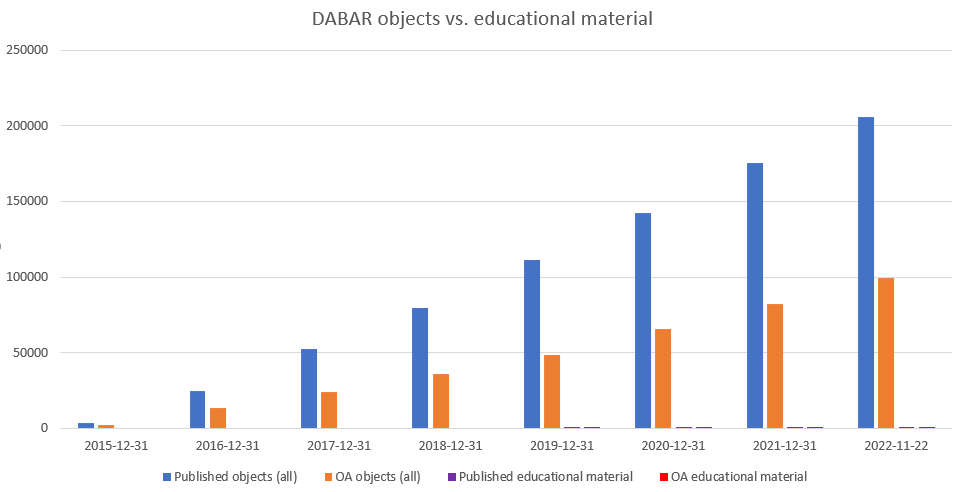 DABAR objects vs. educational material
250000
200000
150000
100000
50000
0
2015-12-31 2016-12-31 2017-12-31 2018-12-31 2019-12-31 2020-12-31 2021-12-31 2022-11-22
Published objects (all) OA objects (all) Published educational material OA educational material